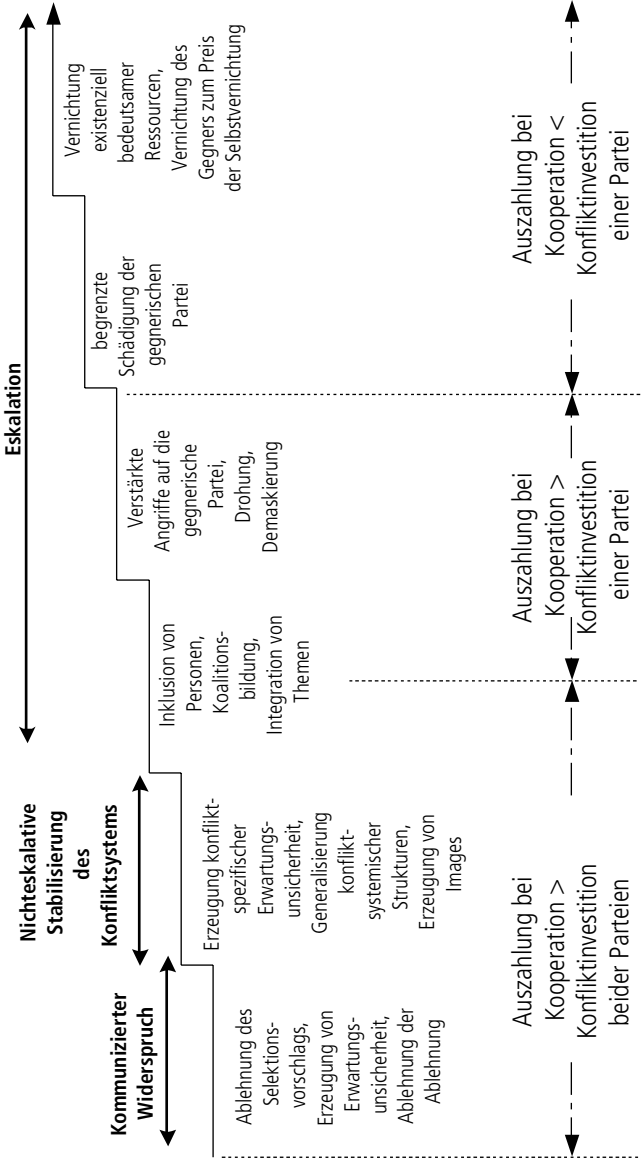 Eskalation
Nichteskalative
Stabilisierung
des
Konfliktsystems
Kommunizierter
Widerspruch
Ablehnung des
Selektions-
vorschlags,
Erzeugung von
Erwartungs-
unsicherheit,
Ablehnung der
Ablehnung
Erzeugung konflikt-
spezifischer
Erwartungs-
unsicherheit,
Generalisierung
konflikt-
systemischer
Strukturen,
Erzeugung von
Images
Inklusion von
Personen,
Koalitions-
bildung,
Integration von
Themen
Verstärkte
Angriffe auf die
gegnerische
Partei,
Drohung,
Demaskierung
begrenzte
Schädigung der
gegnerischen
Partei
Vernichtung
existenziell
bedeutsamer
Ressourcen,
Vernichtung des
Gegners zum Preis
der Selbstvernichtung
Auszahlung bei
Kooperation >
Konfliktinvestition
beider Parteien
Auszahlung bei
Kooperation >
Konfliktinvestition
einer Partei
Auszahlung bei
Kooperation <
Konfliktinvestition
einer Partei